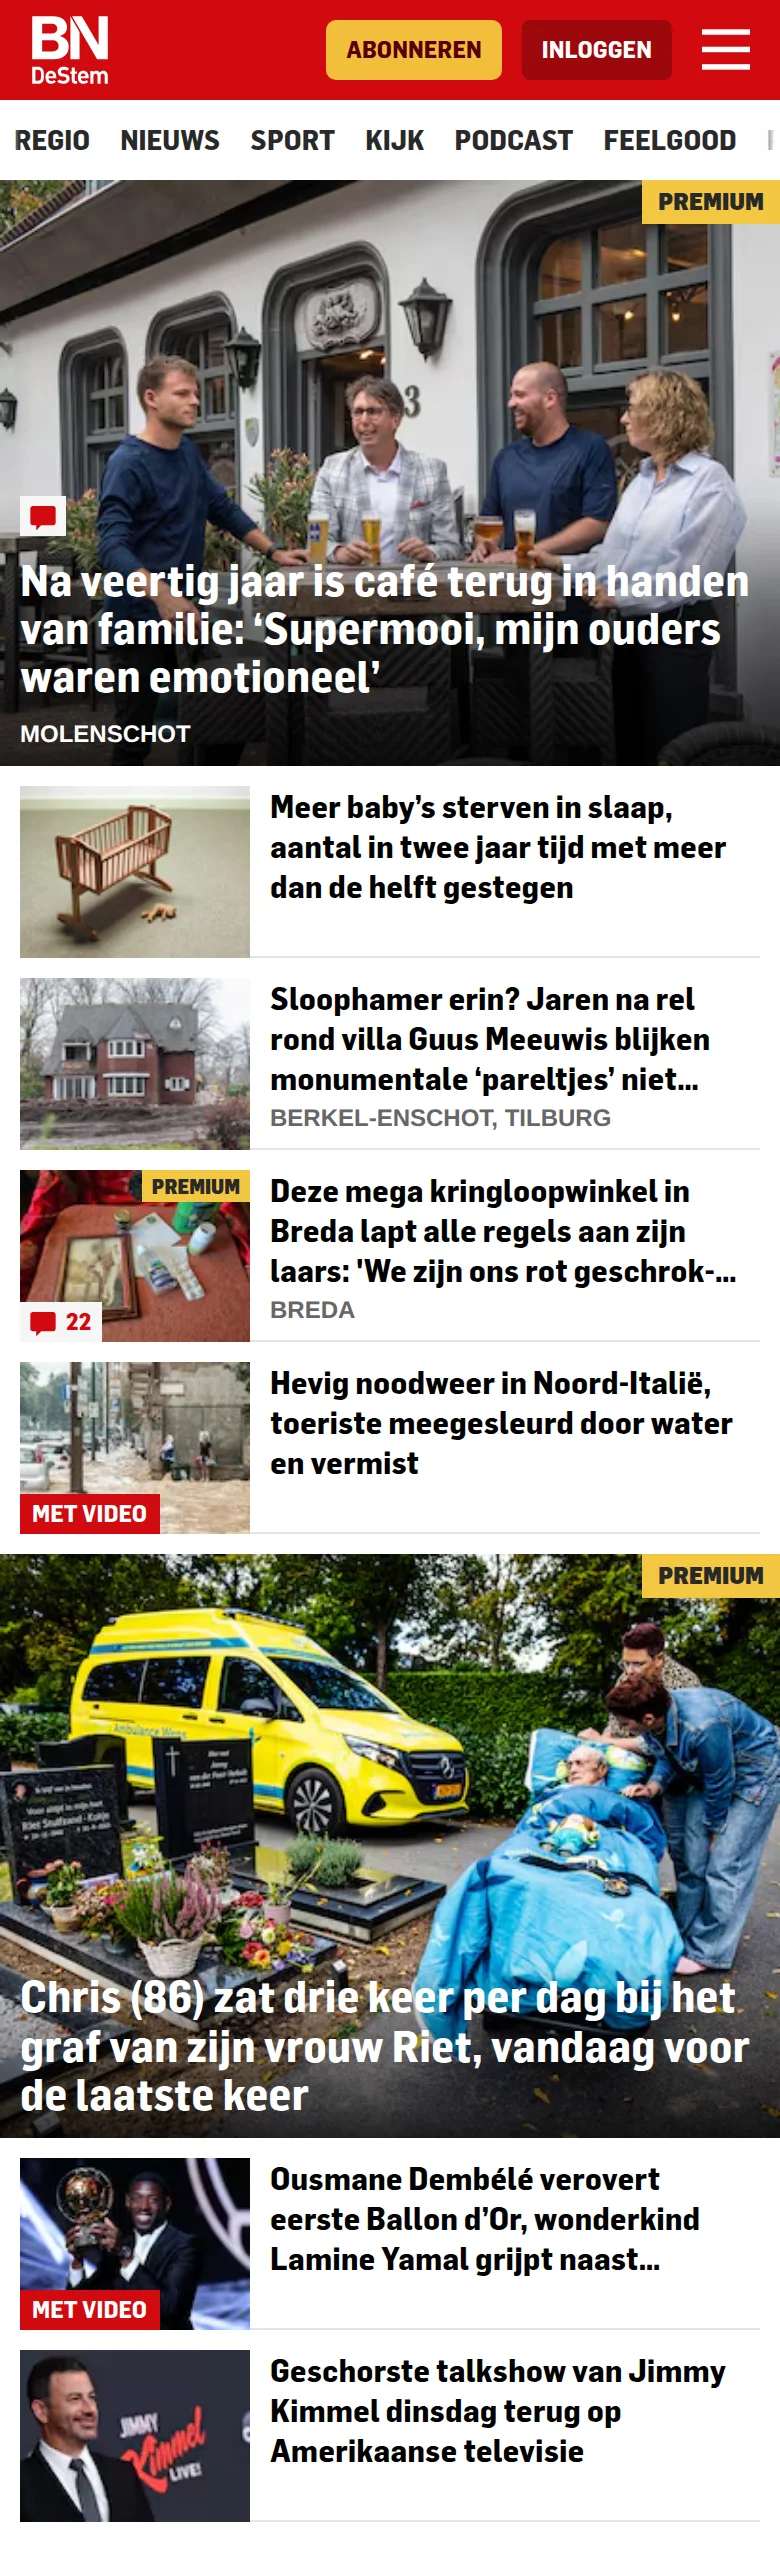 BN
DeStem
ABONNEREN
INLOGGEN
REGIO NIEUWS SPORT KIJK PODCAST FEELGOOD
PREMIUM
3
Na veertig jaar is café terug in handen
van familie: ‘Supermooi, mijn ouders
waren emotioneel’
MOLENSCHOT
Meer baby’s sterven in slaap,
aantal in twee jaar tijd met meer
dan de helft gestegen
Sloophamer erin? Jaren na rel
rond villa Guus Meeuwis blijken
monumentale ‘pareltjes’ niet...
BERKEL-ENSCHOT, TILBURG
PREMIUM
22
Deze mega kringloopwinkel in
Breda lapt alle regels aan zijn
laars: 'We zijn ons rot geschrok-...
BREDA
MET VIDEO
Hevig noodweer in Noord-Italië,
toeriste meegesleurd door water
en vermist
PREMIUM
Ambulance Wens
Chris (86) zat drie keer per dag bij het
graf van zijn vrouw Riet, vandaag voor
de laatste keer
MET VIDEO
Ousmane Dembélé verovert
eerste Ballon d’Or, wonderkind
Lamine Yamal grijpt naast...
JIMMY
Kimmel
LIVE!
Geschorste talkshow van Jimmy
Kimmel dinsdag terug op
Amerikaanse televisie